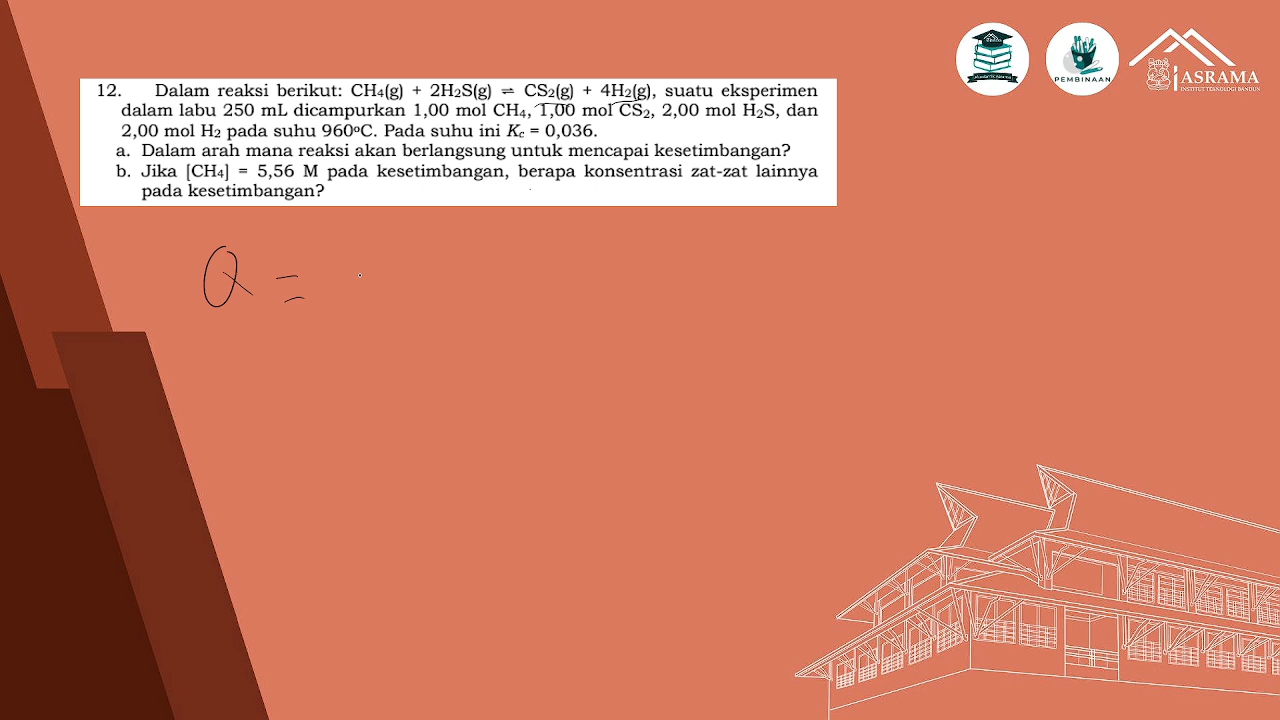 12. Dalam reaksi berikut: CH₄(g) + 2H₂S(g) ⇌ CS₂(g) + 4H₂(g), suatu eksperimen
dalam labu 250 mL dicampurkan 1,00 mol CH₄, 1,00 mol CS₂, 2,00 mol H₂S, dan
2,00 mol H₂ pada suhu 960ºC. Pada suhu ini Kc = 0,036.
a. Dalam arah mana reaksi akan berlangsung untuk mencapai kesetimbangan?
b. Jika [CH₄] = 5,56 M pada kesetimbangan, berapa konsentrasi zat-zat lainnya
pada kesetimbangan?
Q =
PEMBINAAN
ASRAMA
INSTITUT TEKNOLOGI BANDUNG